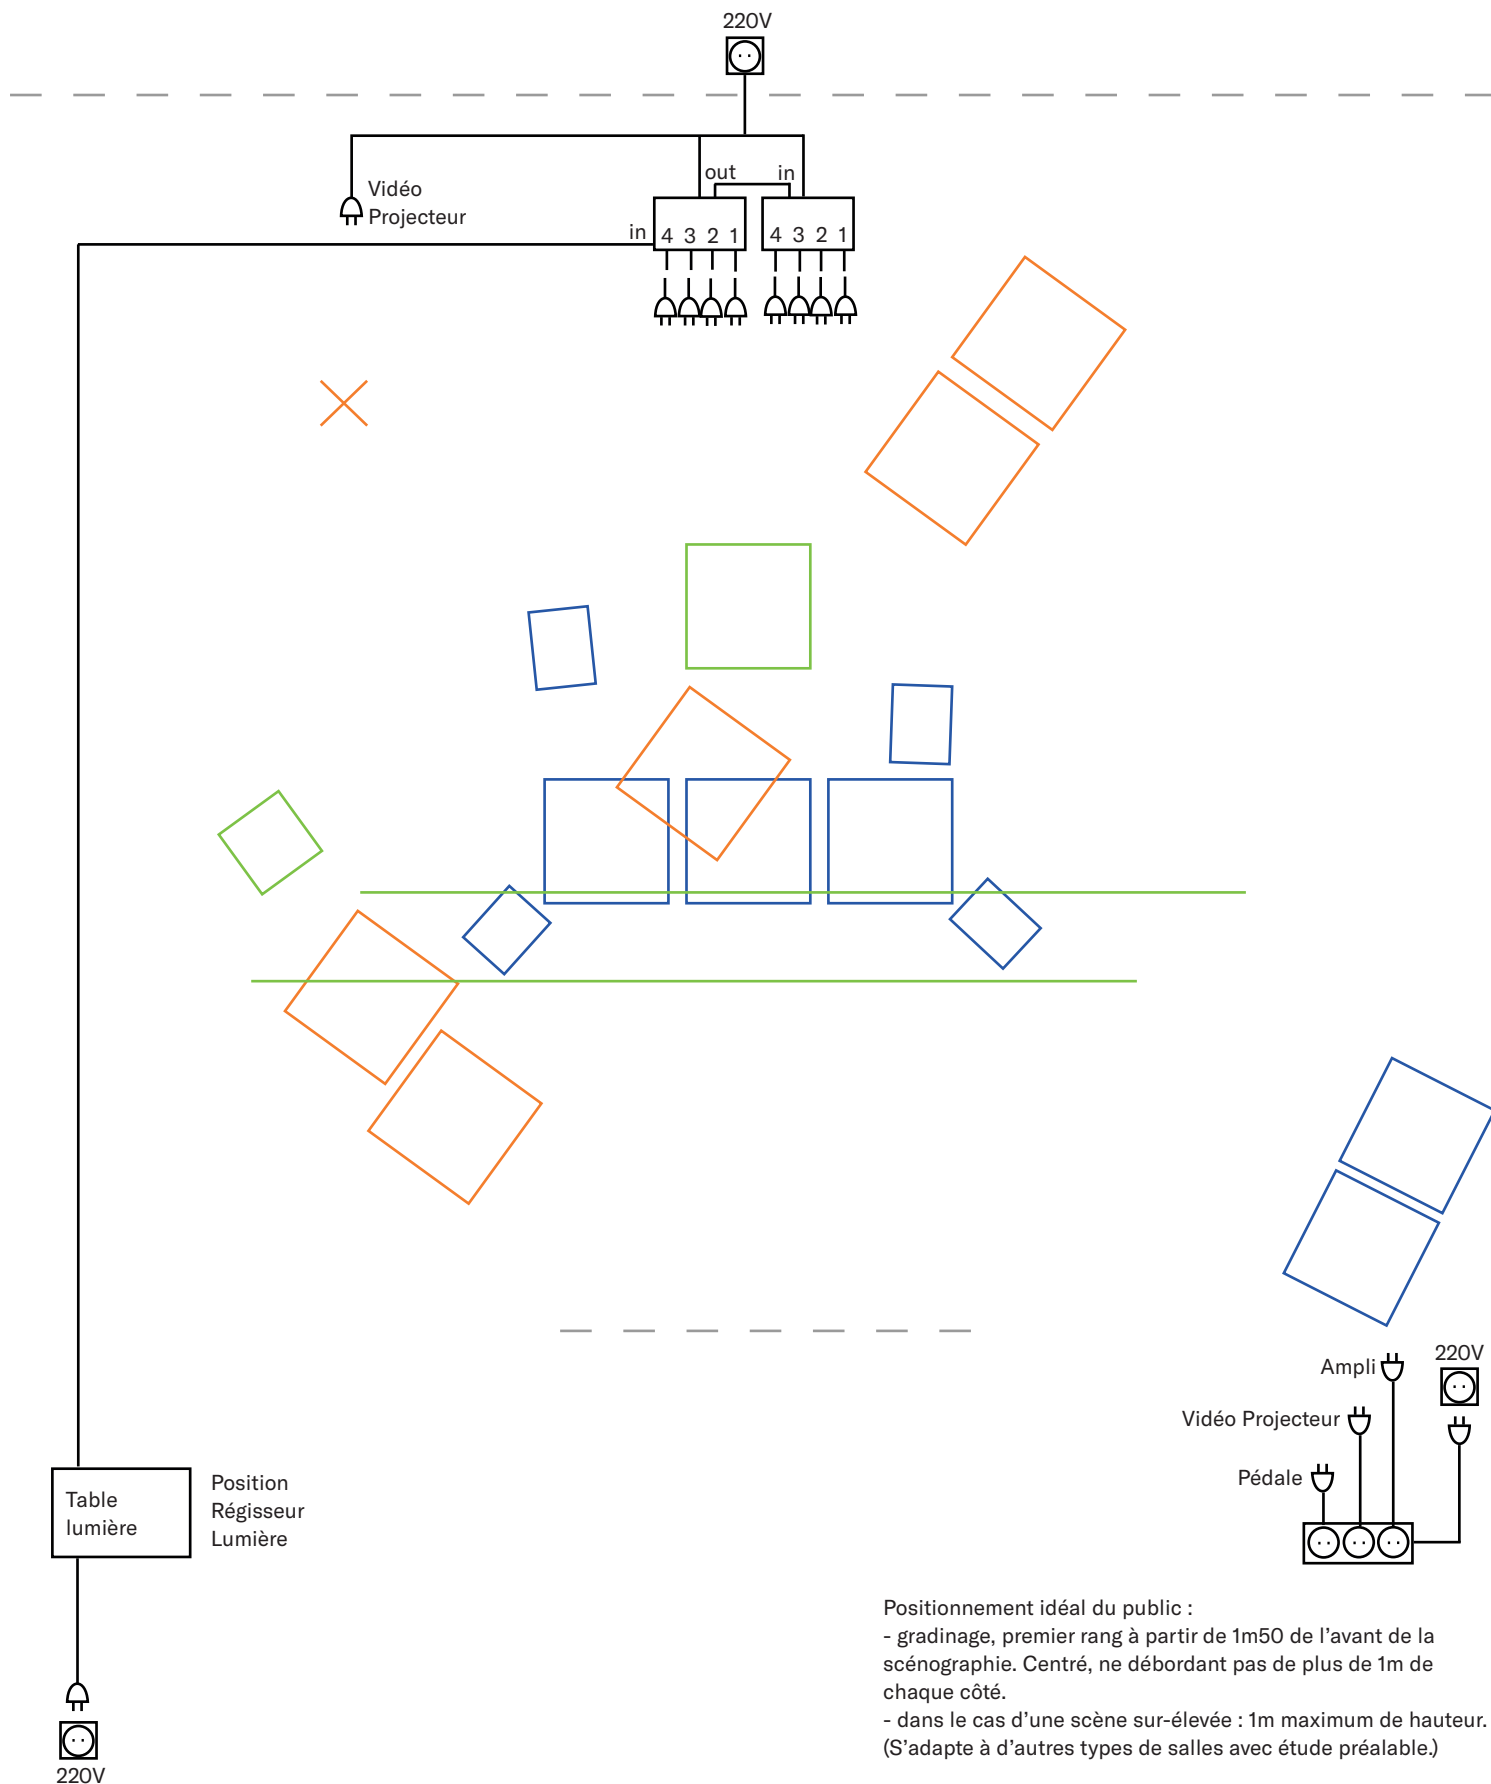 220V
out
in
Vidéo
Projecteur
in
4 3 2 1
4 3 2 1
Ampli
220V
Vidéo Projecteur
Pédale
Table
lumière
Position
Régisseur
Lumière
Positionnement idéal du public :
- gradinage, premier rang à partir de 1m50 de l’avant de la
scénographie. Centré, ne débordant pas de plus de 1m de
chaque côté.
- dans le cas d’une scène sur-élevée : 1m maximum de hauteur.
(S’adapte à d’autres types de salles avec étude préalable.)
220V